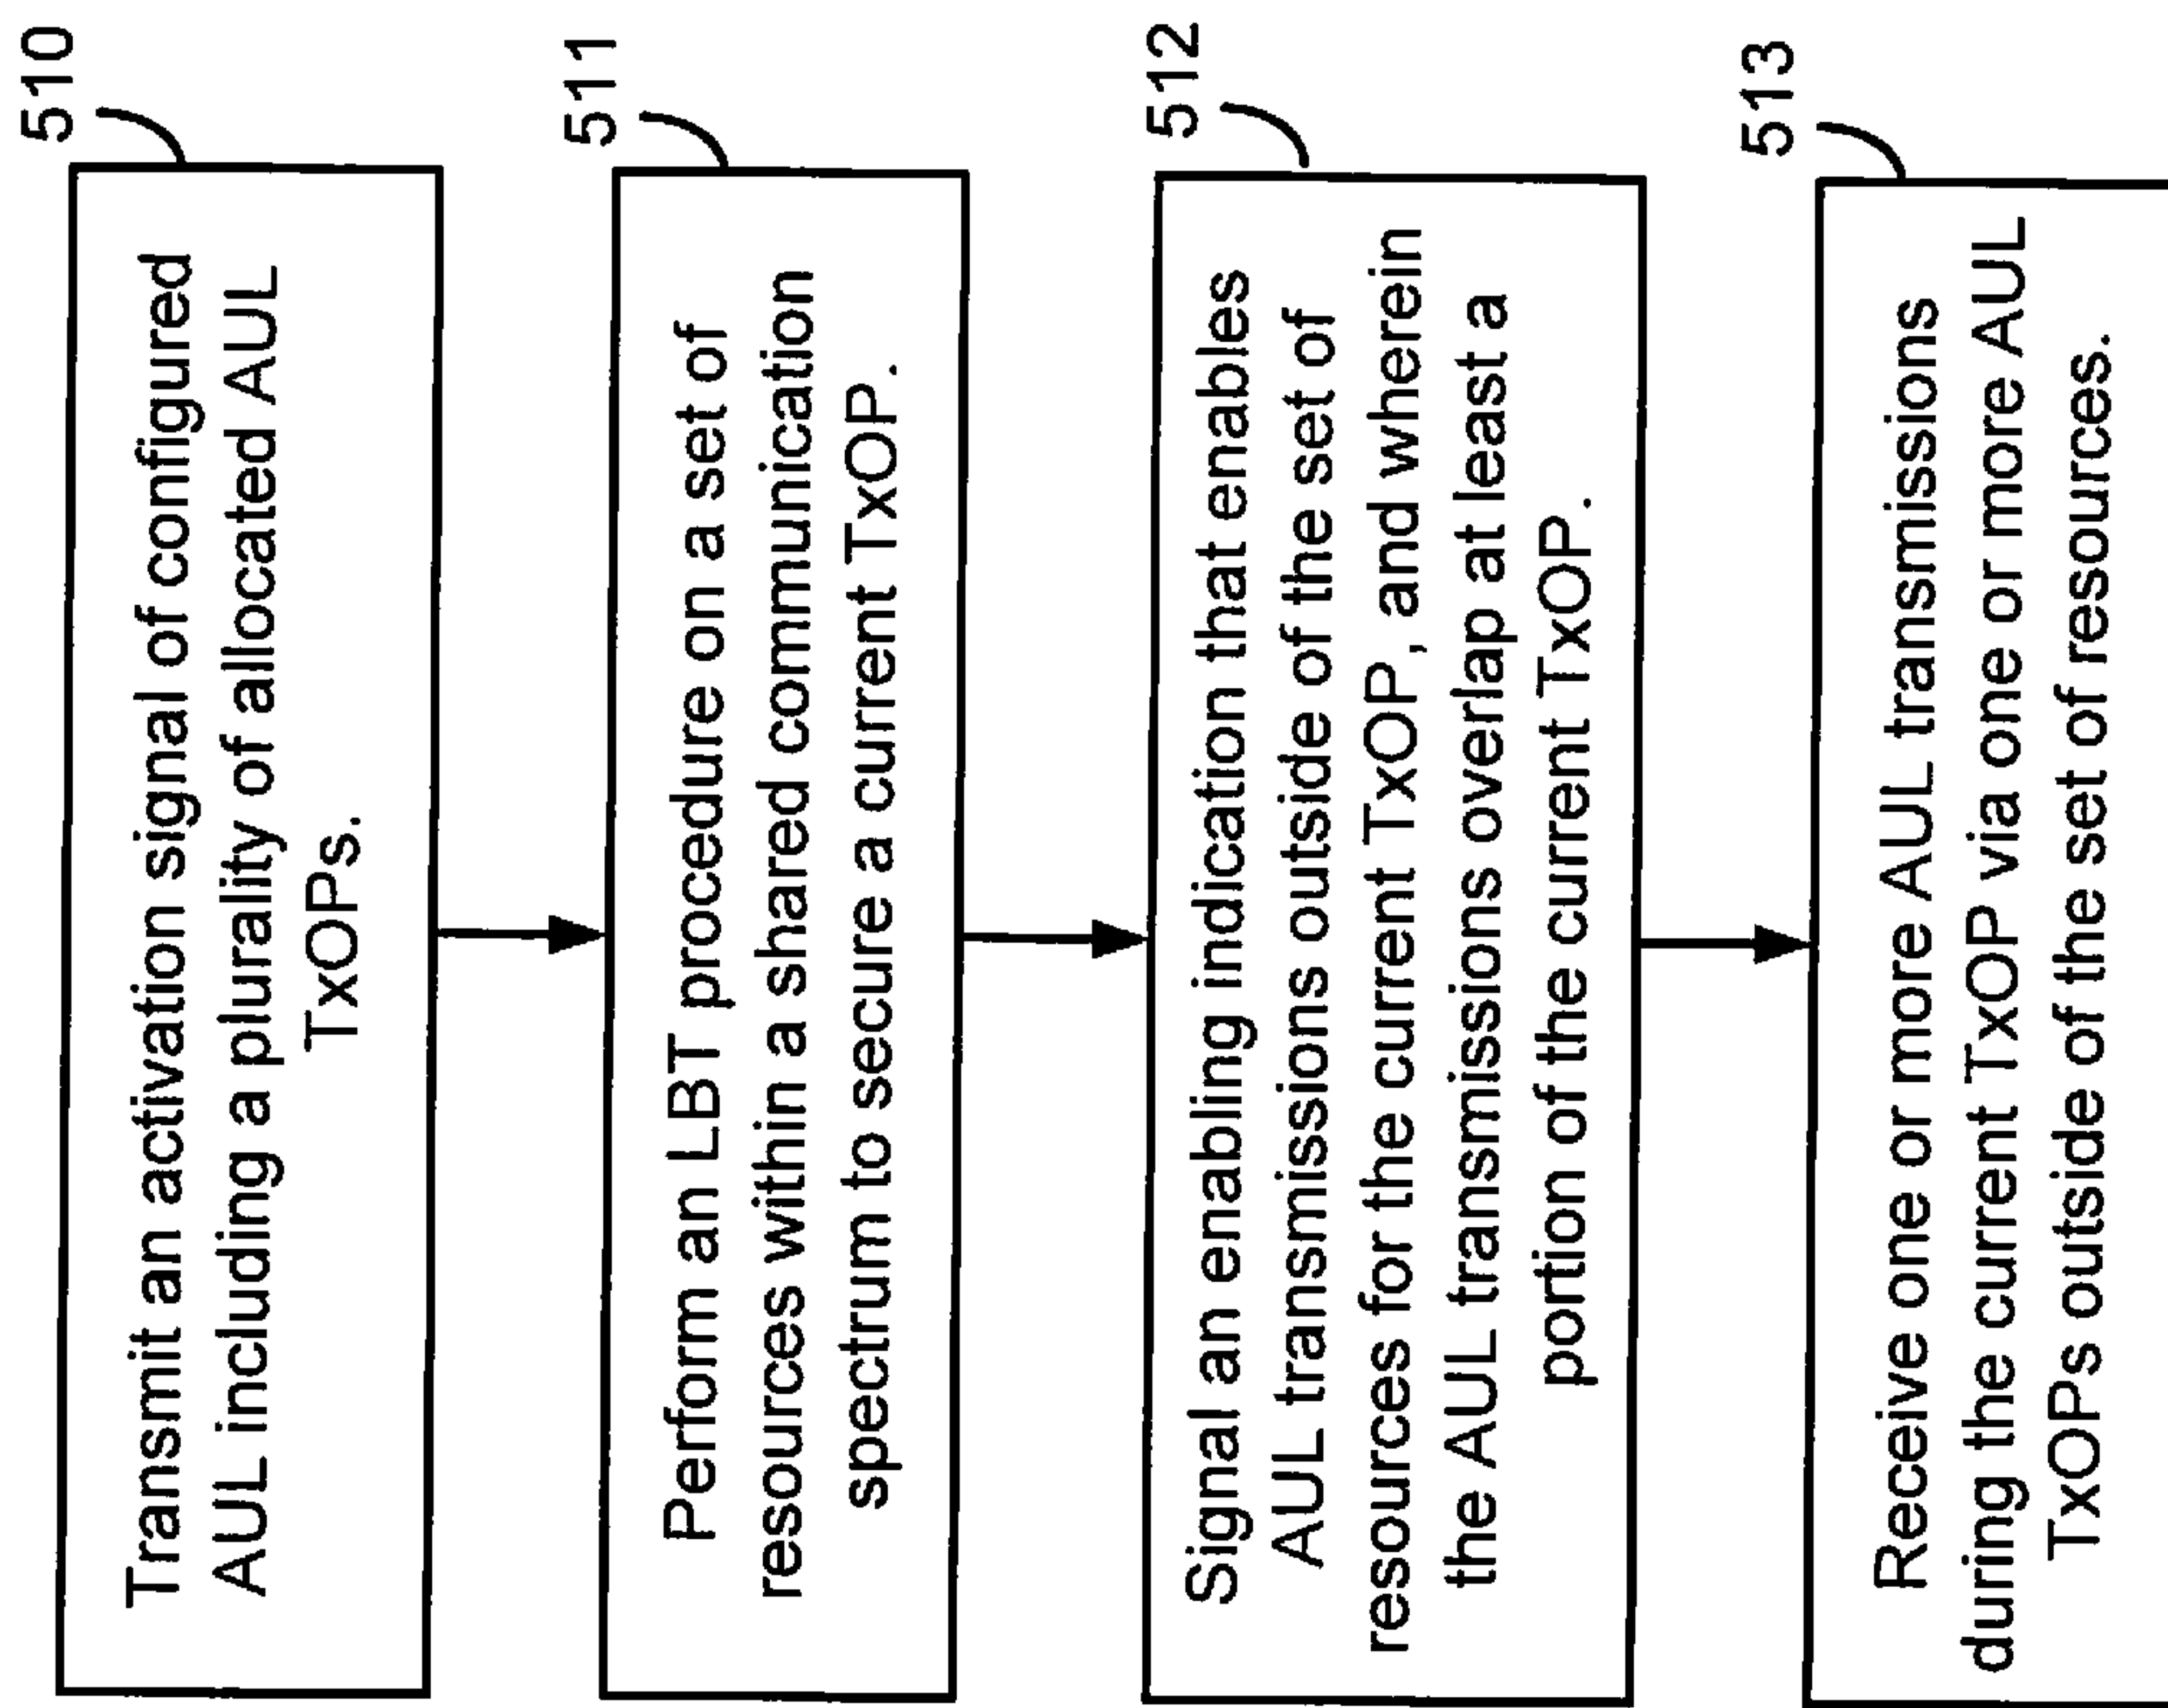 510
Transmit an activation signal of configured
AUL including a plurality of allocated AUL
TxOPs.
511
Perform an LBT procedure on a set of
resources within a shared communication
spectrum to secure a current TxOP.
512
Signal an enabling indication that enables
AUL transmissions outside of the set of
resources for the current TxOP, and wherein
the AUL transmissions overlap at least a
portion of the current TxOP.
513
Receive one or more AUL transmissions
during the current TxOP via one or more AUL
TxOPs outside of the set of resources.